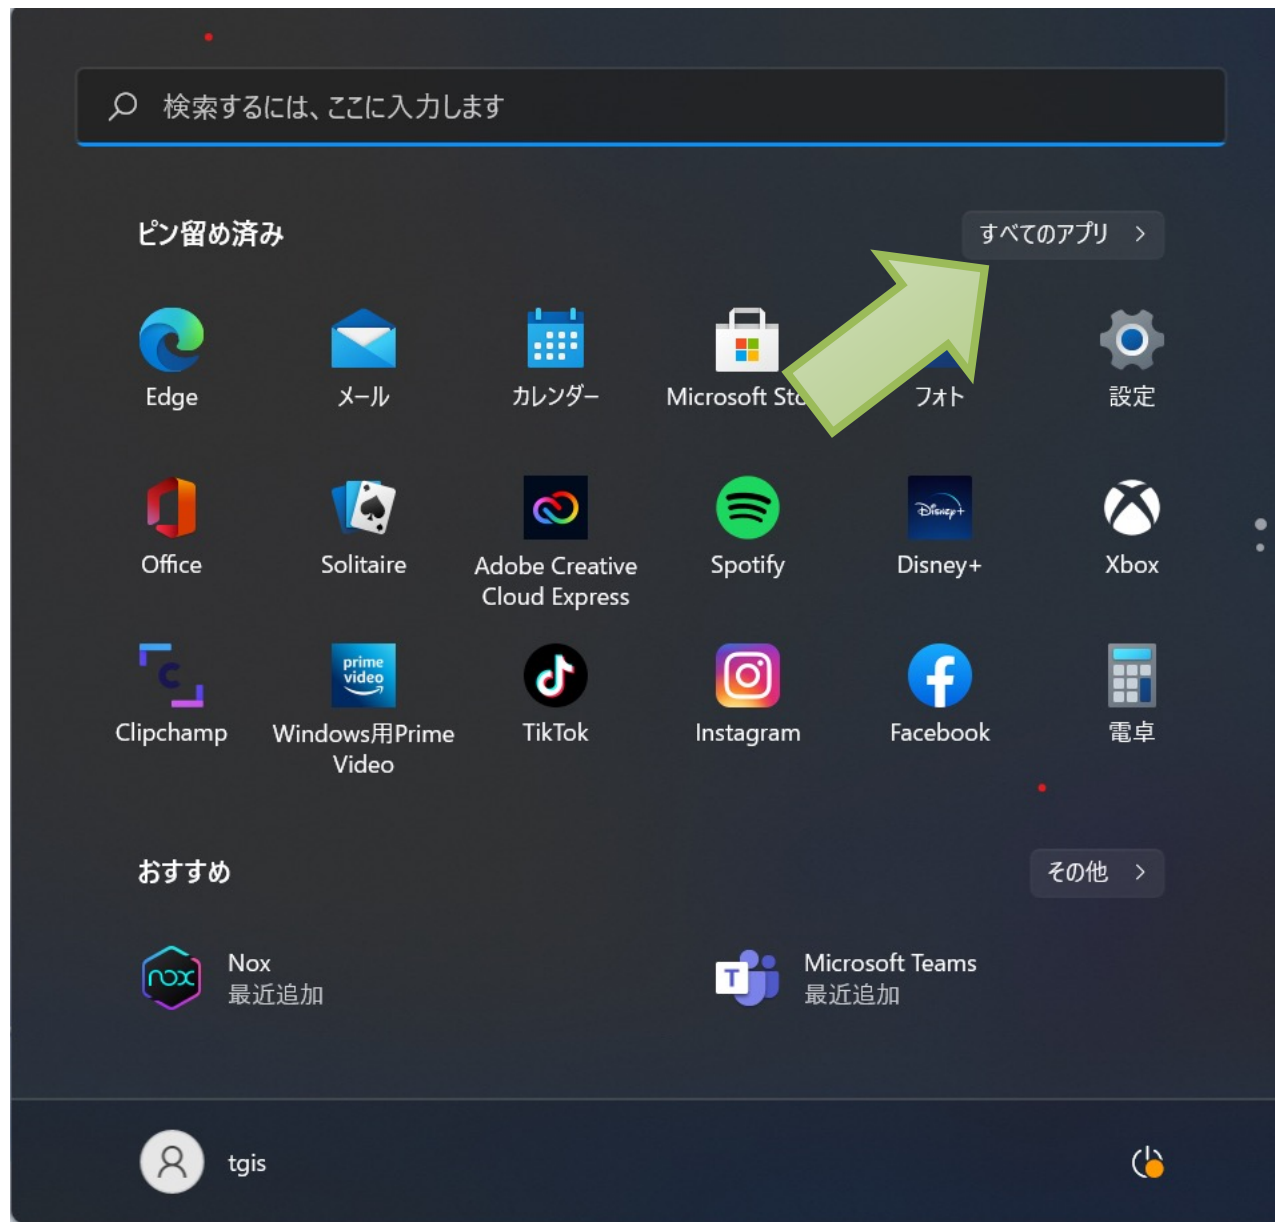 検索するには、ここに入力します
ピン留め済み
すべてのアプリ
Edge
メール
カレンダー
Microsoft Sto
フォト
設定
Office
Solitaire
Adobe Creative
Cloud Express
Spotify
Disney+
Disney+
Xbox
Clipchamp
prime
video
Windows用Prime
Video
TikTok
Instagram
Facebook
電卓
おすすめ
その他
nox
Nox
最近追加
T
Microsoft Teams
最近追加
tgis